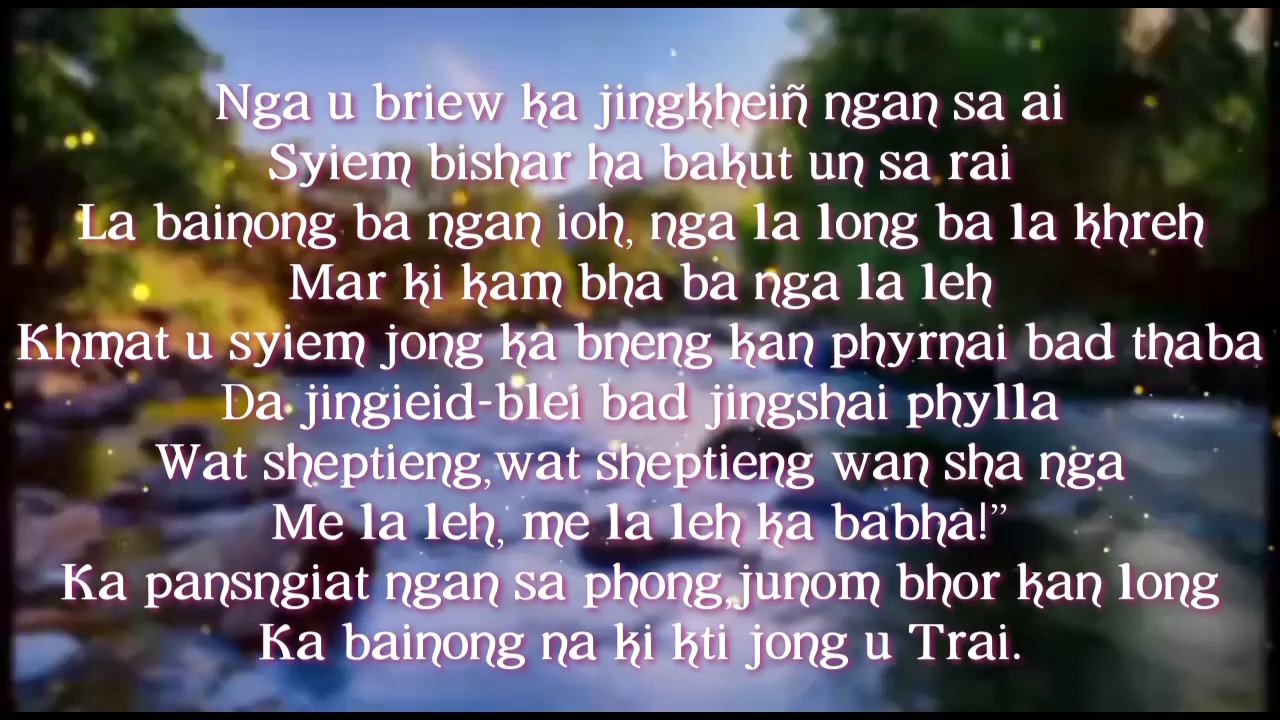 Nga u briew ka jingkheiñ ngan sa ai
Syiem bishar ha bakut un sa rai
La bainong ba ngan ioh, nga la long ba la khreh
Mar ki kam bha ba nga la leh
Khmat u syiem jong ka bneng kan phyrnai bad thaba
Da jingieid-blei bad jingshai phylla
Wat sheptieng,wat sheptieng wan sha nga
Me la leh, me la leh ka babha!”
Ka pansngiat ngan sa phong,junom bhor kan long
Ka bainong na ki kti jong u Trai.